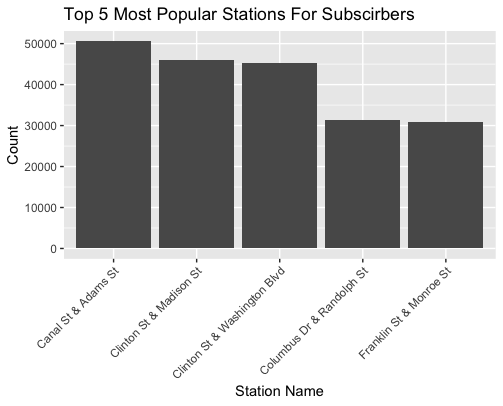 Top 5 Most Popular Stations For Subscirbers
Count
50000
40000
30000
20000
10000
0
Canal St & Adams St
Clinton St & Madison St
Clinton St & Washington Blvd
Columbus Dr & Randolph St
Franklin St & Monroe St
Station Name